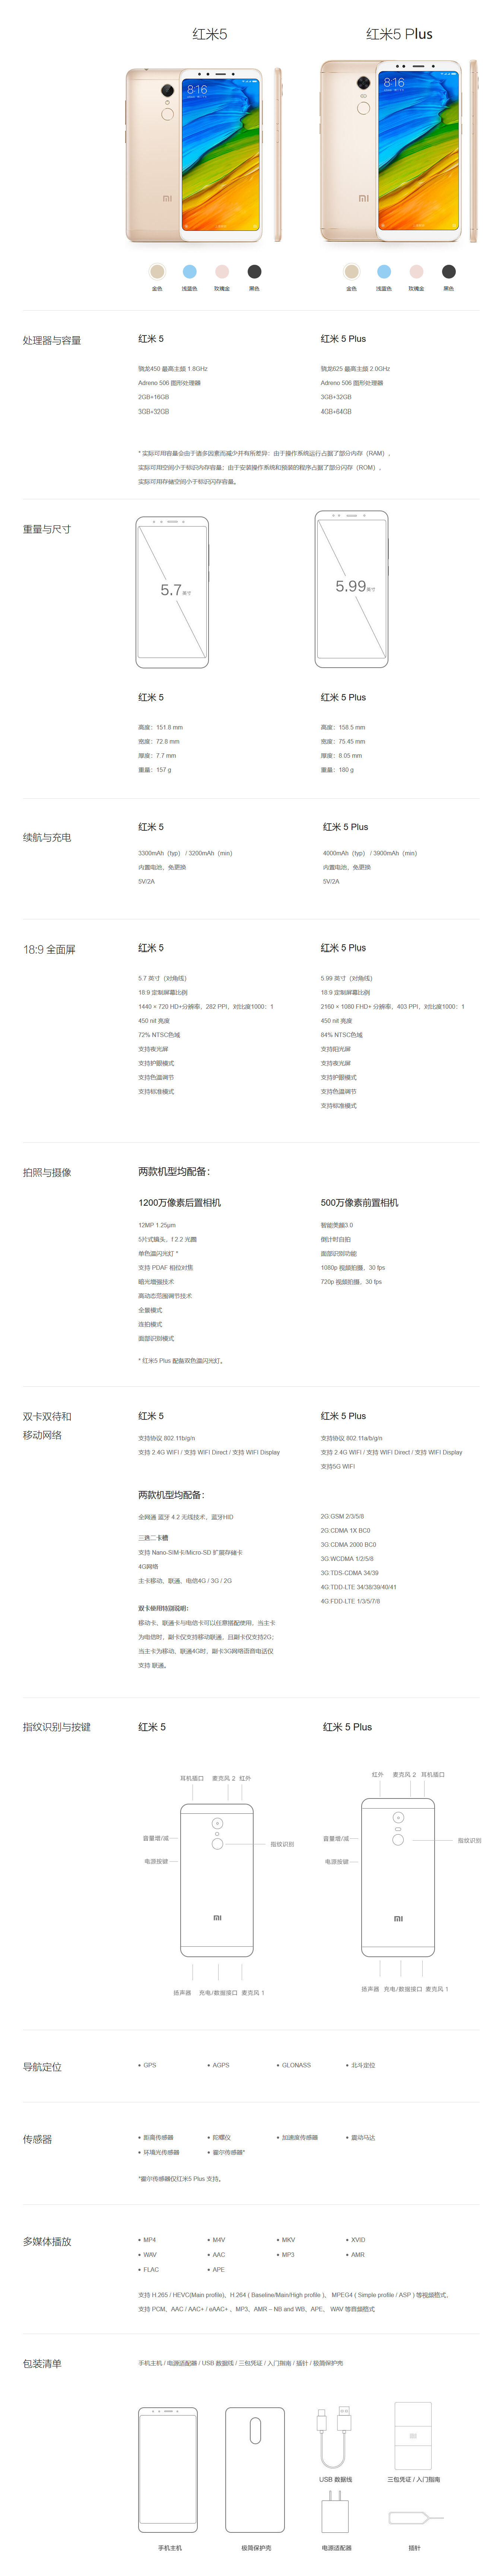 红米5
红米5 Plus
8:16
8:16
金色 浅蓝色 玫瑰金 黑色
金色 浅蓝色 玫瑰金 黑色
处理器与容量
红米 5
骁龙450 最高主频 1.8GHz
Adreno 506 图形处理器
2GB+16GB
3GB+32GB
红米 5 Plus
骁龙625 最高主频 2.0GHz
Adreno 506 图形处理器
3GB+32GB
4GB+64GB
* 实际可用容量会由于诸多因素而减少并有所差异：由于操作系统运行占据了部分内存（RAM），
实际可用空间小于标识内存容量；由于安装操作系统和预装的程序占据了部分闪存（ROM），
实际可用存储空间小于标识闪存容量。
重量与尺寸
5.7英寸
5.99英寸
红米 5
高度：151.8 mm
宽度：72.8 mm
厚度：7.7 mm
重量：157 g
红米 5 Plus
高度：158.5 mm
宽度：75.45 mm
厚度：8.05 mm
重量：180 g
续航与充电
红米 5
3300mAh（typ） / 3200mAh（min）
内置电池，免更换
5V/2A
红米 5 Plus
4000mAh（typ） / 3900mAh（min）
内置电池，免更换
5V/2A
18:9 全面屏
红米 5
5.7 英寸（对角线）
18:9 定制屏幕比例
1440 × 720 HD+分辨率，282 PPI，对比度1000：1
450 nit 亮度
72% NTSC色域
支持夜光屏
支持护眼模式
支持色温调节
支持标准模式
红米 5 Plus
5.99 英寸（对角线）
18:9 定制屏幕比例
2160 × 1080 FHD+ 分辨率，403 PPI，对比度1000：1
450 nit 亮度
84% NTSC色域
支持阳光屏
支持夜光屏
支持护眼模式
支持色温调节
支持标准模式
拍照与摄像
两款机型均配备：
1200万像素后置相机
12MP 1.25μm
5片式镜头，f 2.2 光圈
单色温闪光灯 *
支持 PDAF 相位对焦
暗光增强技术
高动态范围调节技术
全景模式
连拍模式
面部识别模式
* 红米5 Plus 配备双色温闪光灯。
500万像素前置相机
智能美颜3.0
倒计时自拍
面部识别功能
1080p 视频拍摄，30 fps
720p 视频拍摄，30 fps
双卡双待和
移动网络
红米 5
支持协议 802.11b/g/n
支持 2.4G WIFI / 支持 WIFI Direct / 支持 WIFI Display
红米 5 Plus
支持协议 802.11a/b/g/n
支持 2.4G WIFI / 支持 WIFI Direct / 支持 WIFI Display
支持5G WIFI
两款机型均配备：
全网通 蓝牙 4.2 无线技术，蓝牙HID
三选二卡槽
支持 Nano-SIM卡/Micro-SD 扩展存储卡
4G网络
主卡移动，联通，电信4G / 3G / 2G
双卡使用特别说明：
移动卡、联通卡与电信卡可以任意搭配使用，当主卡
为电信时，副卡仅支持移动联通，且副卡仅支持2G；
当主卡为移动、联通4G时，副卡3G网络语音电话仅
支持 联通。
2G:GSM 2/3/5/8
2G:CDMA 1X BC0
3G:CDMA 2000 BC0
3G:WCDMA 1/2/5/8
3G:TDS-CDMA 34/39
4G:TDD-LTE 34/38/39/40/41
4G:FDD-LTE 1/3/5/7/8
指纹识别与按键
红米 5
耳机插口 麦克风 2 红外
音量增/减
电源按键
指纹识别
扬声器 充电/数据接口 麦克风 1
红米 5 Plus
红外 麦克风 2 耳机插口
音量增/减
电源按键
指纹识别
扬声器 充电/数据接口 麦克风 1
导航定位
• GPS • AGPS • GLONASS • 北斗定位
传感器
• 距离传感器 • 陀螺仪 • 加速度传感器 • 震动马达
• 环境光传感器 • 霍尔传感器*
*霍尔传感器仅红米5 Plus 支持。
多媒体播放
• MP4 • M4V • MKV • XVID
• WAV • AAC • MP3 • AMR
• FLAC • APE
支持 H.265 / HEVC(Main profile)、H.264 ( Baseline/Main/High profile )、 MPEG4 ( Simple profile / ASP ) 等视频格式，
支持 PCM、AAC / AAC+ / eAAC+ 、MP3、AMR – NB and WB、APE、 WAV 等音频格式
包装清单
手机主机 / 电源适配器 / USB 数据线 / 三包凭证 / 入门指南 / 插针 / 极简保护壳
USB 数据线
三包凭证 / 入门指南
手机主机
极简保护壳
电源适配器
插针